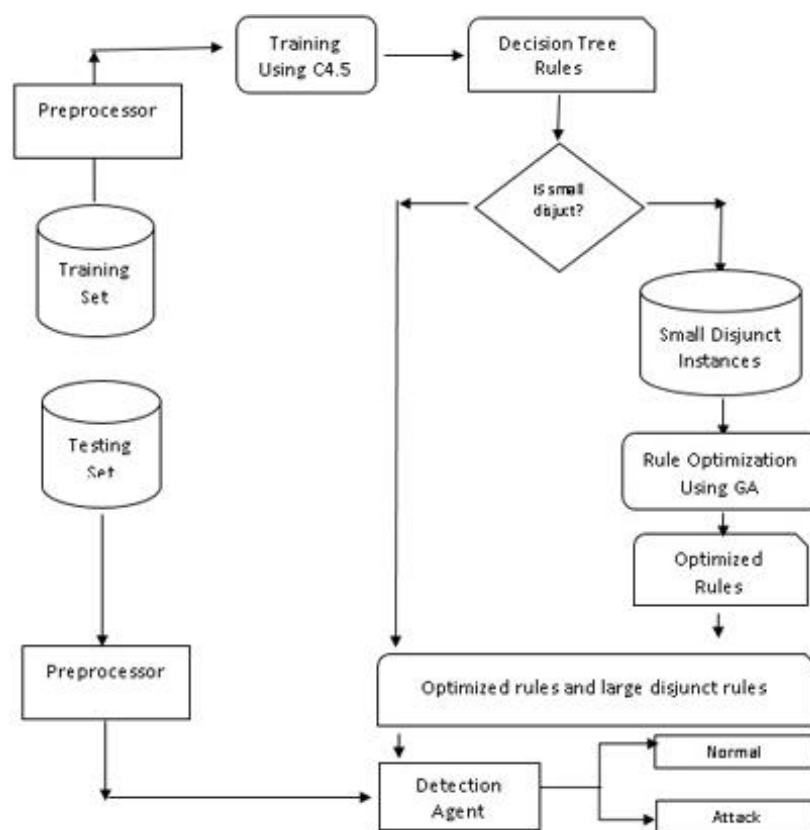 Training
Using C4.5
Decision Tree
Rules
Preprocessor
IS small
disjuct?
Training
Set
Small Disjunct
Instances
Testing
Set
Rule Optimization
Using GA
Optimized
Rules
Preprocessor
Optimized rules and large disjunct rules
Normal
Detection
Agent
Attack